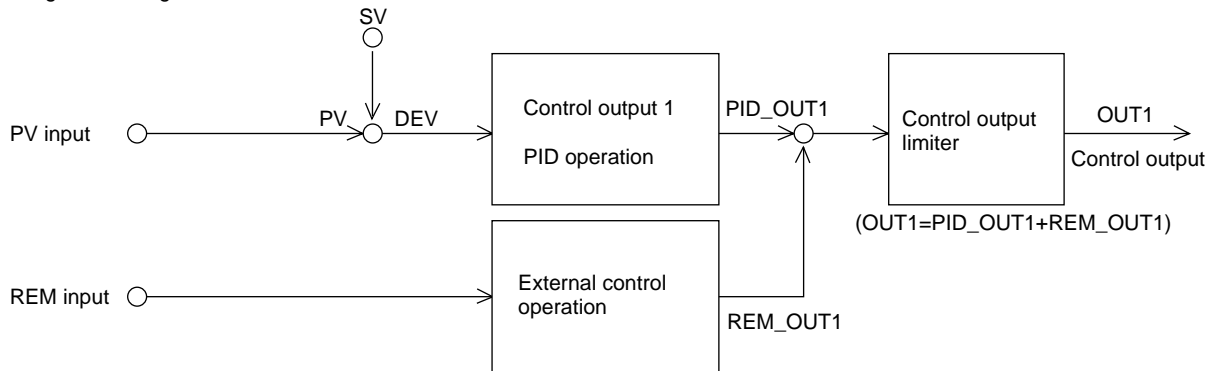 SV
PV input
PV
DEV
Control output 1
PID operation
PID_OUT1
Control output
limiter
OUT1
Control output
(OUT1=PID_OUT1+REM_OUT1)
REM input
External control
operation
REM_OUT1